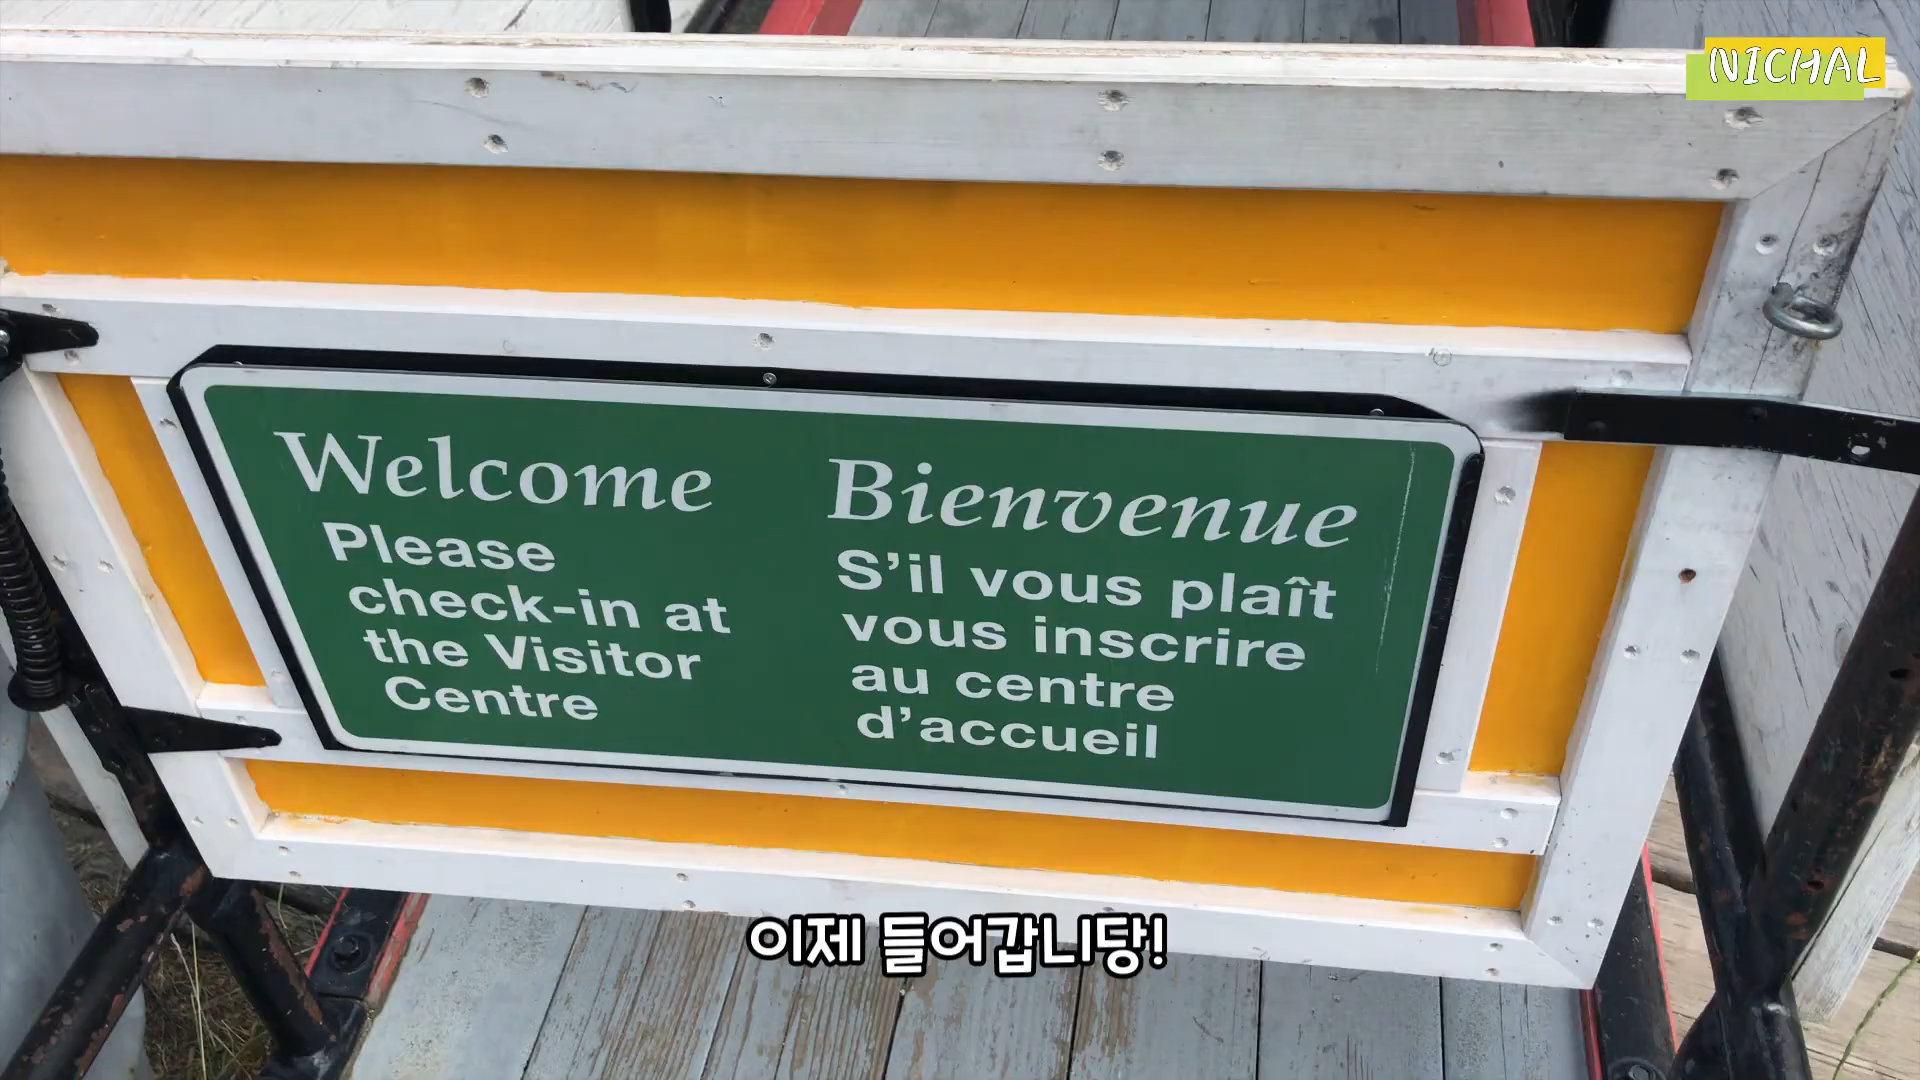 NICHAL
Welcome
Please
check-in at
the Visitor
Centre
Bienvenue
S'il vous plaît
vous inscrire
au centre
d'accueil
이제 들어갑니당!